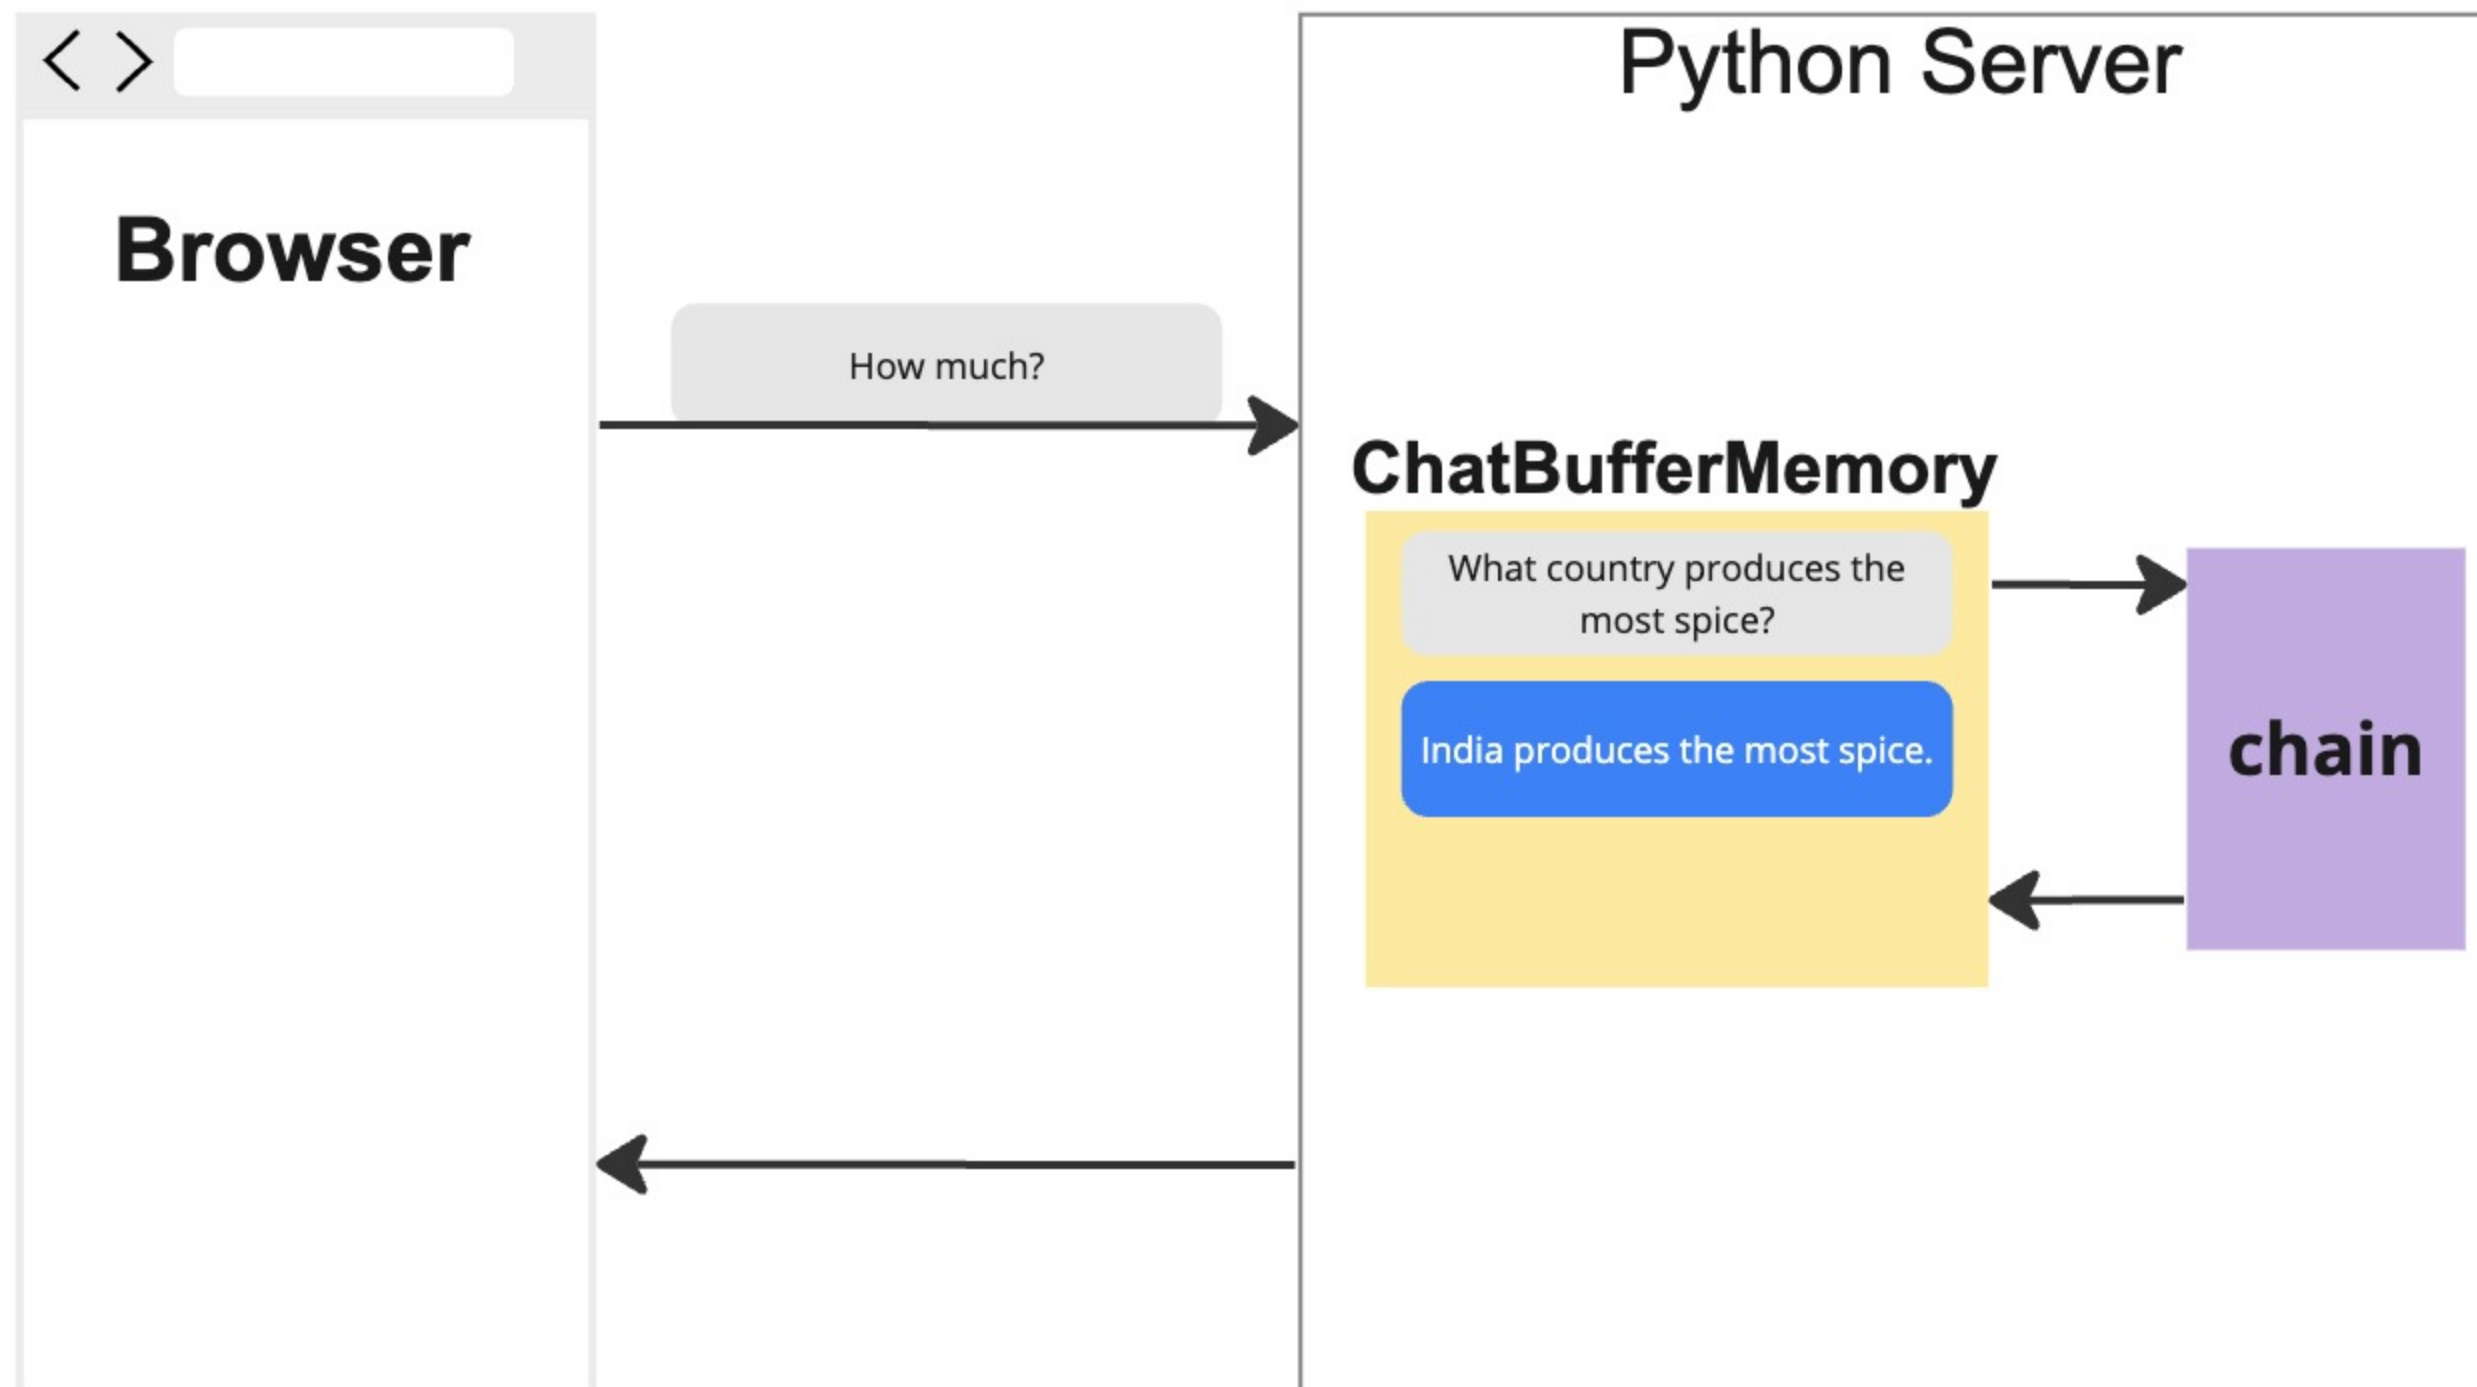 Python Server
Browser
How much?
ChatBufferMemory
What country produces the
most spice?
India produces the most spice.
chain